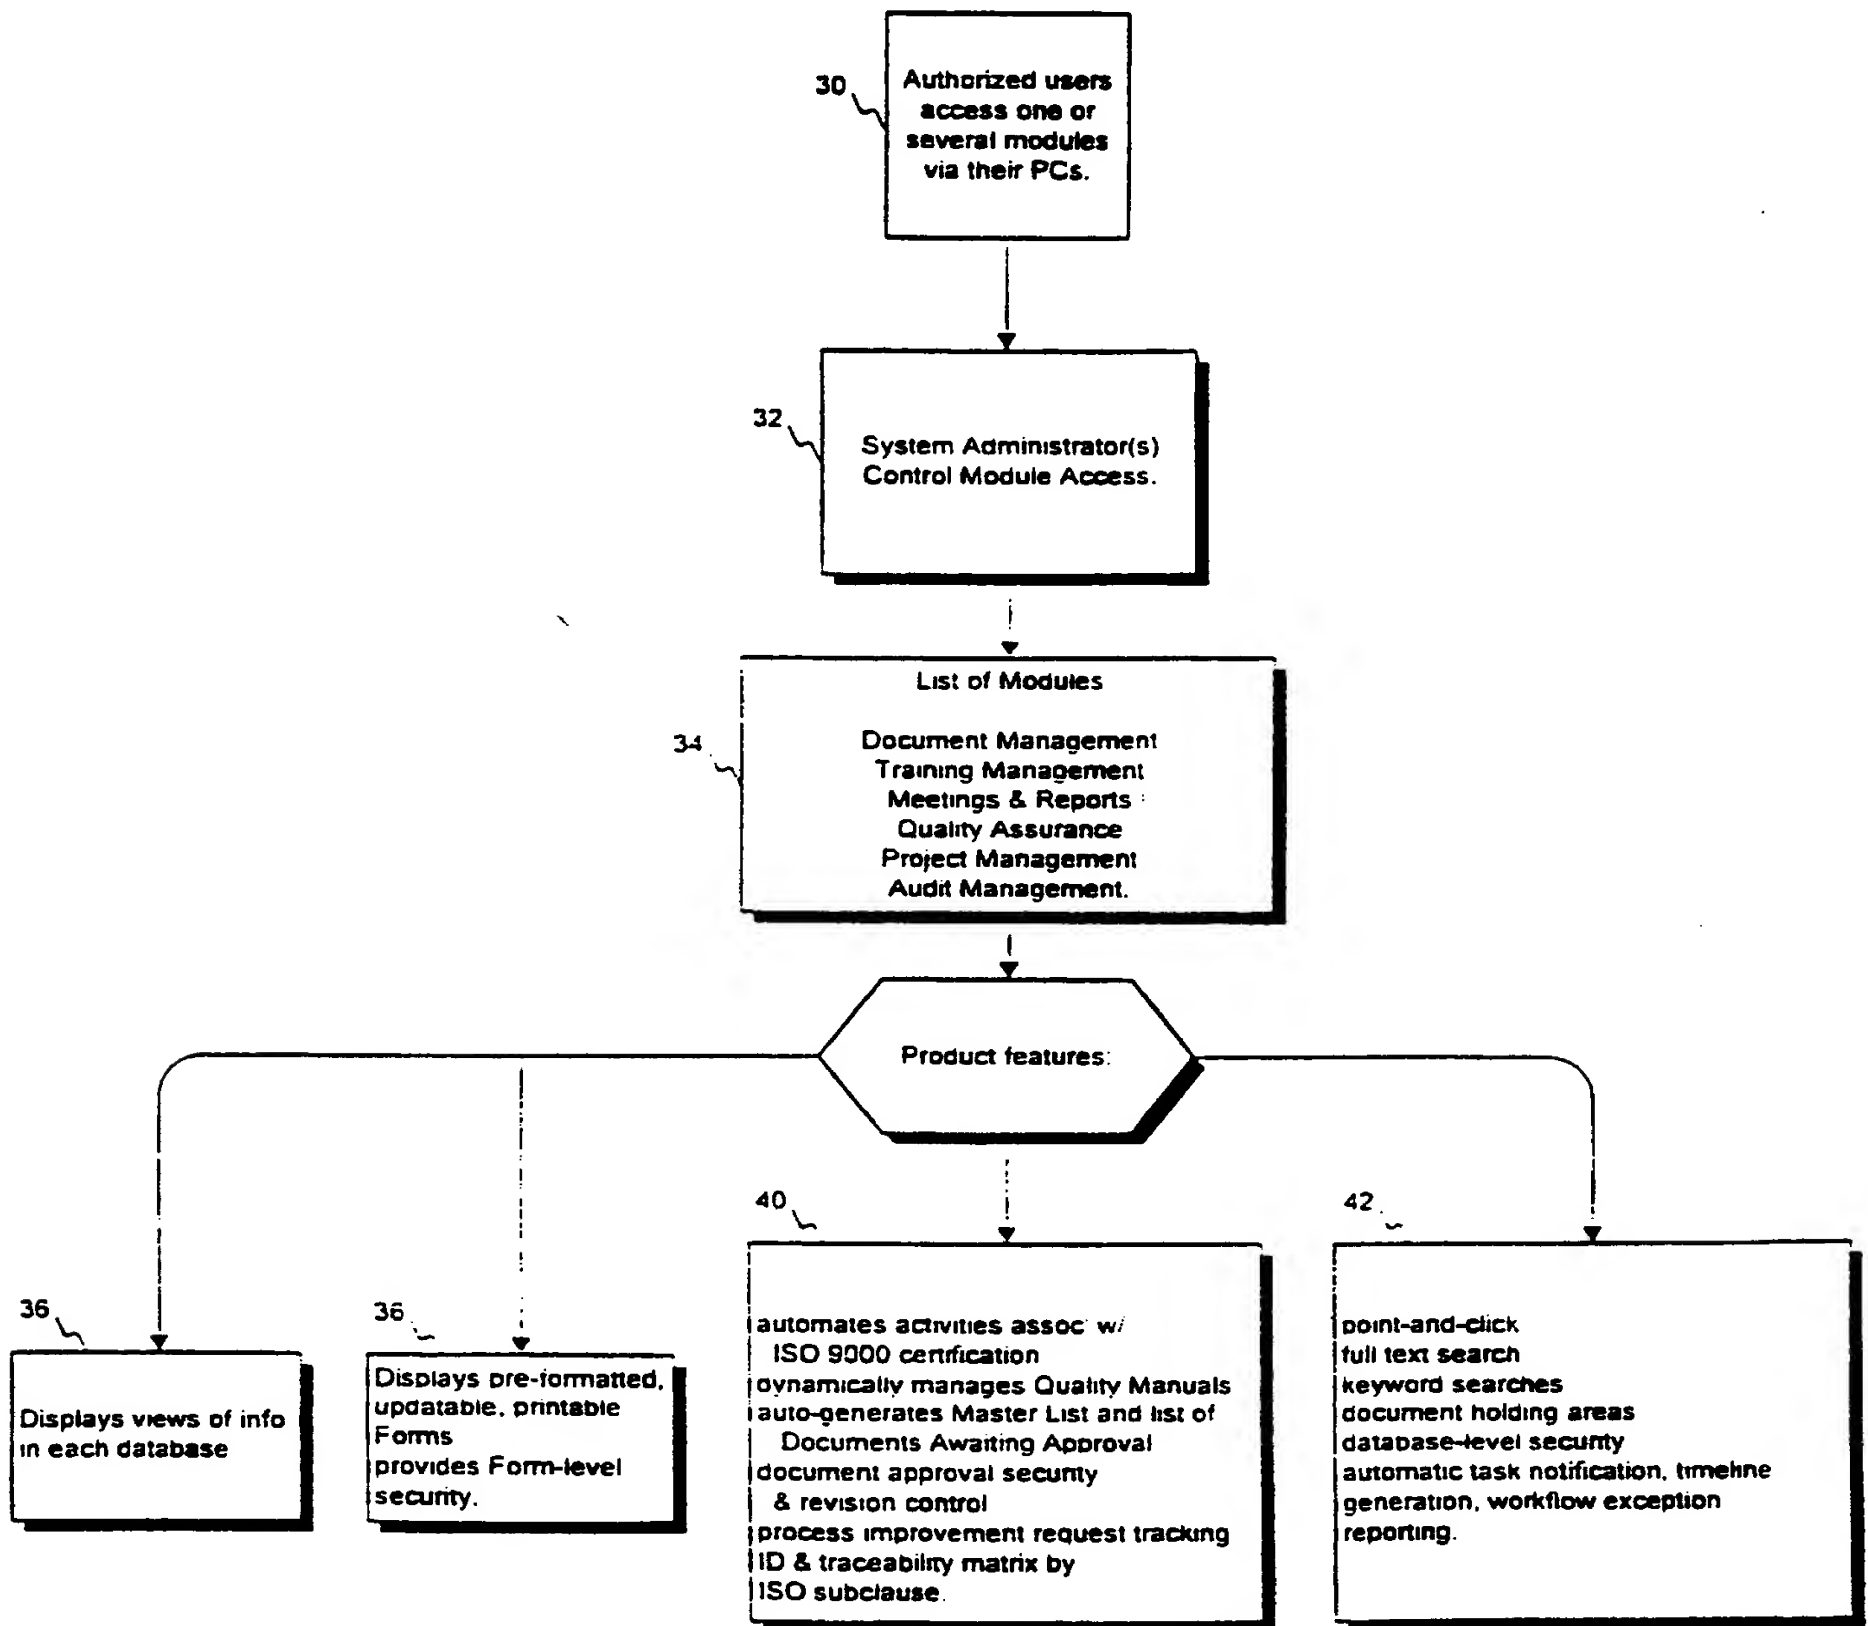 30
Authorized users
access one or
several modules
via their PCs.
32
System Administrator(s)
Control Module Access.
34
List of Modules
Document Management
Training Management
Meetings & Reports
Quality Assurance
Project Management
Audit Management.
Product features:
36
Displays views of info
in each database
36
Displays pre-formatted,
updatable, printable
Forms
provides Form-level
security.
40
automates activities assoc w/
ISO 9000 certification
dynamically manages Quality Manuals
auto-generates Master List and list of
Documents Awaiting Approval
document approval security
& revision control
process improvement request tracking
ID & traceability matrix by
ISO subclause.
42
point-and-click
full text search
keyword searches
document holding areas
database-level security
automatic task notification, timeline
generation, workflow exception
reporting.